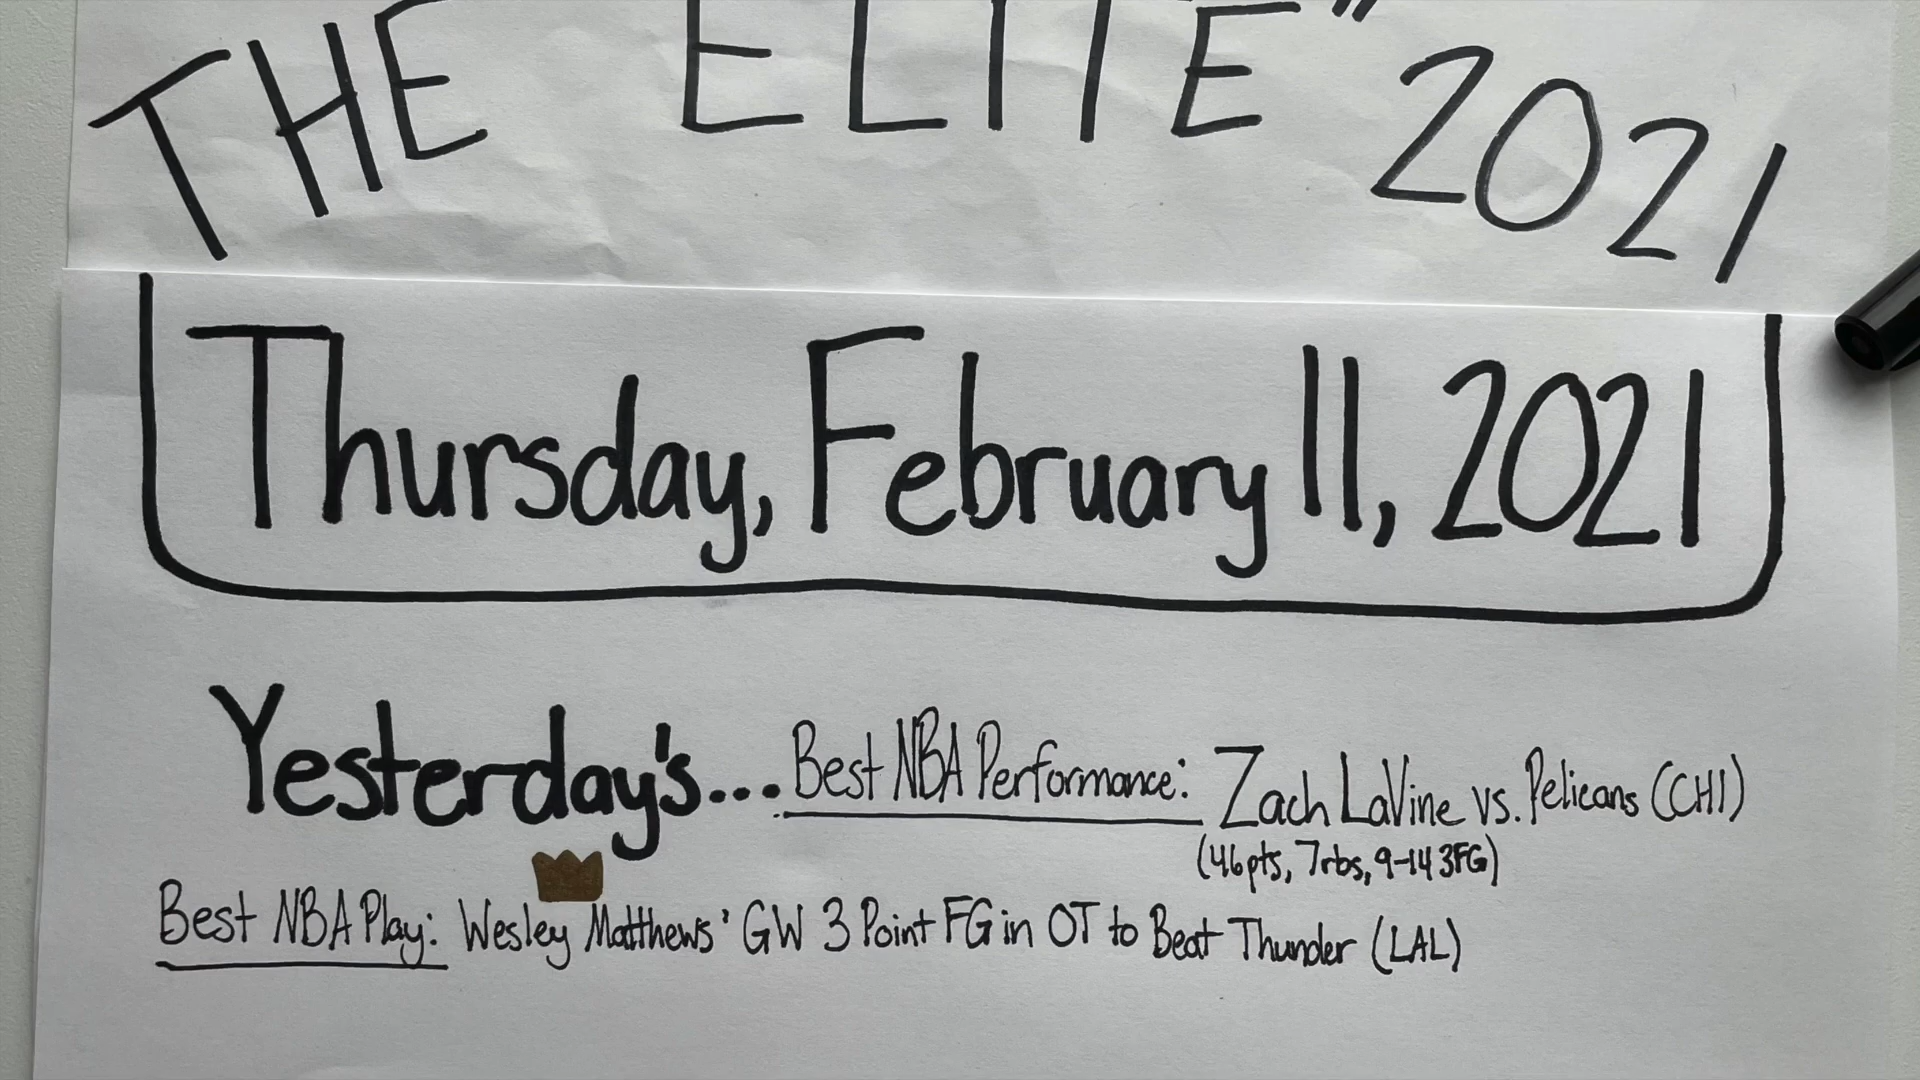 THE "ELITE" 2021
Thursday, February 11, 2021
Yesterday's... Best NBA Performance: Zach LaVine vs. Pelicans (CHI)
(46pts, 7rbs, 9-14 3FG)
Best NBA Play: Wesley Matthews' GW 3 Point FG in OT to Beat Thunder (LAL)